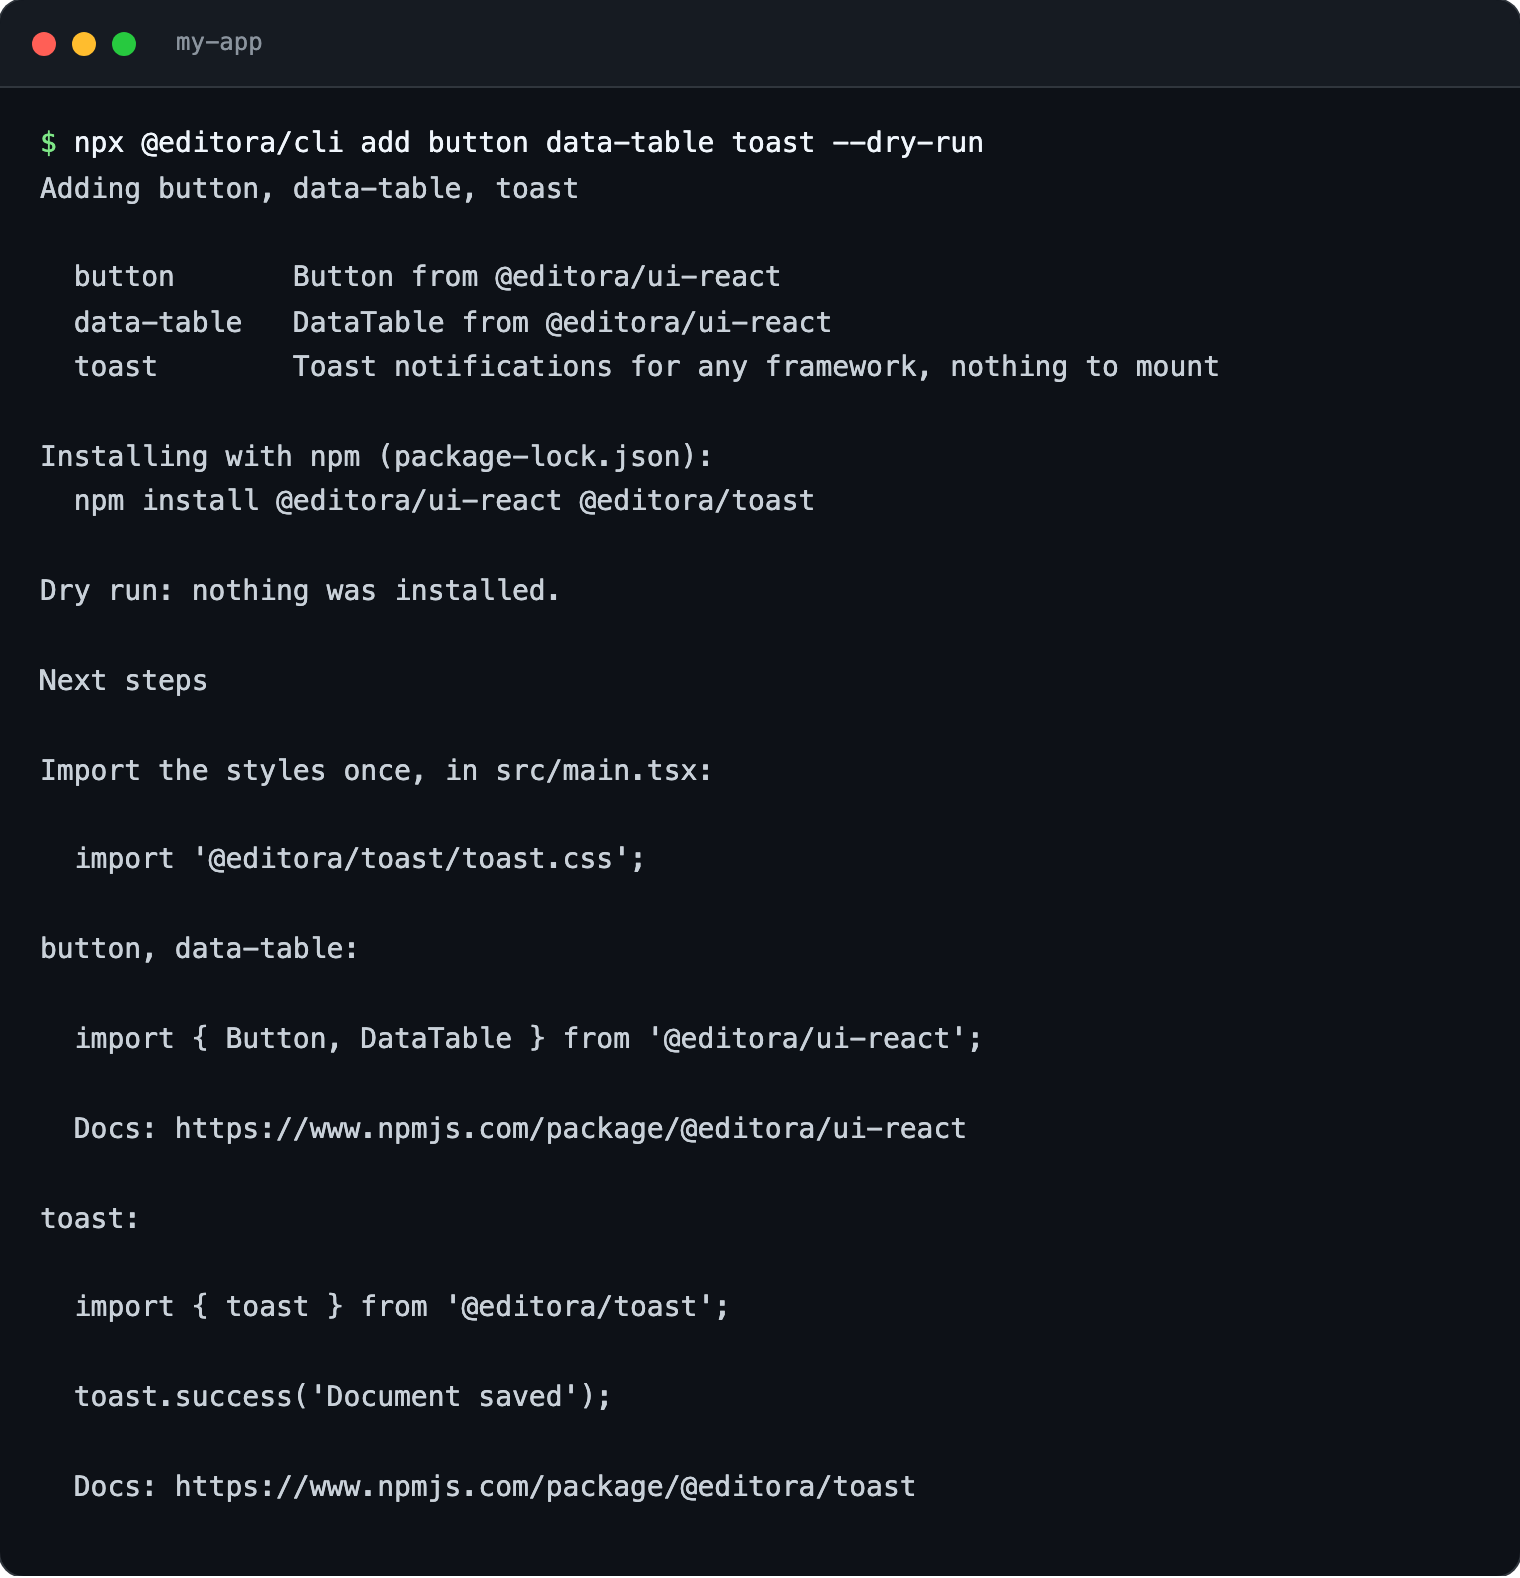 my-app
$ npx @editora/cli add button data-table toast --dry-run
Adding button, data-table, toast
button       Button from @editora/ui-react
data-table   DataTable from @editora/ui-react
toast        Toast notifications for any framework, nothing to mount
Installing with npm (package-lock.json):
npm install @editora/ui-react @editora/toast
Dry run: nothing was installed.
Next steps
Import the styles once, in src/main.tsx:
import '@editora/toast/toast.css';
button, data-table:
import { Button, DataTable } from '@editora/ui-react';
Docs: https://www.npmjs.com/package/@editora/ui-react
toast:
import { toast } from '@editora/toast';
toast.success('Document saved');
Docs: https://www.npmjs.com/package/@editora/toast